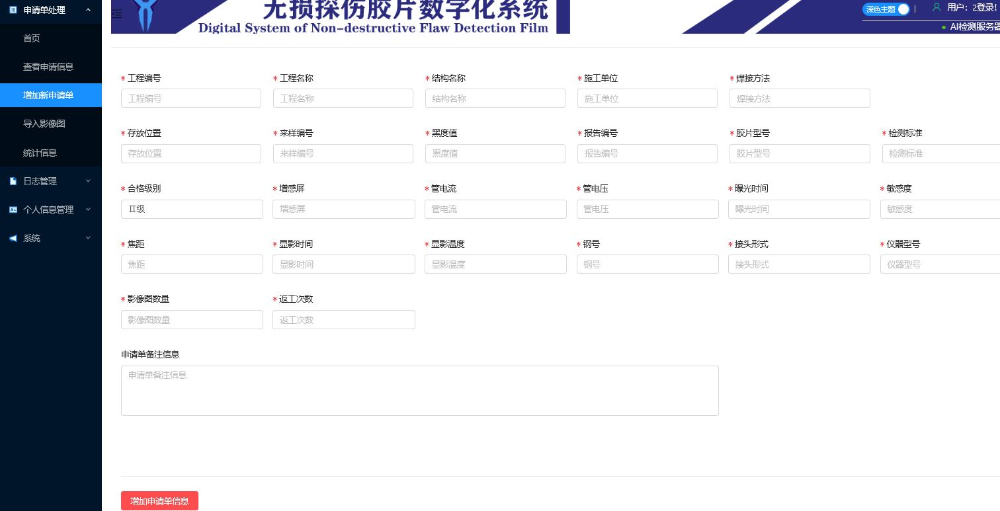 申请单处理
首页
查看申请信息
增加新申请单
导入影像图
统计信息
日志管理
个人信息管理
系统
无损探伤胶片数字化系统
Digital System of Non-destructive Flaw Detection Film
深色主题
用户：2登录!
AI检测服务器
* 工程编号 * 工程名称 * 结构名称 * 施工单位 * 焊接方法
工程编号 工程名称 结构名称 施工单位 焊接方法
* 存放位置 * 来样编号 * 黑度值 * 报告编号 * 胶片型号 * 检测标准
存放位置 来样编号 黑度值 报告编号 胶片型号 检测标准
* 合格级别 * 增感屏 * 管电流 * 管电压 * 曝光时间 * 敏感度
Ⅱ级 增感屏 管电流 管电压 曝光时间 敏感度
* 焦距 * 显影时间 * 显影温度 * 钢号 * 接头形式 * 仪器型号
焦距 显影时间 显影温度 钢号 接头形式 仪器型号
* 影像图数量 * 返工次数
影像图数量 返工次数
申请单备注信息
申请单备注信息
增加申请单信息